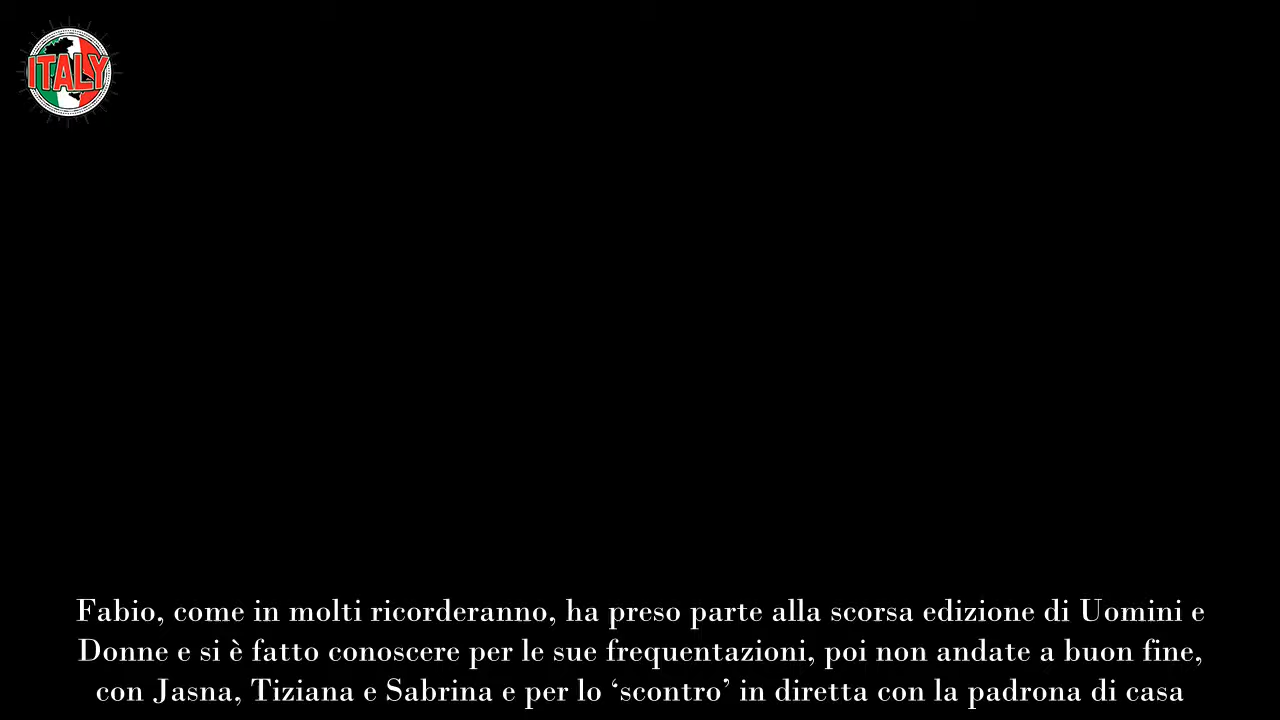 ITALY
Fabio, come in molti ricorderanno, ha preso parte alla scorsa edizione di Uomini e
Donne e si è fatto conoscere per le sue frequentazioni, poi non andate a buon fine,
con Jasna, Tiziana e Sabrina e per lo ‘scontro’ in diretta con la padrona di casa